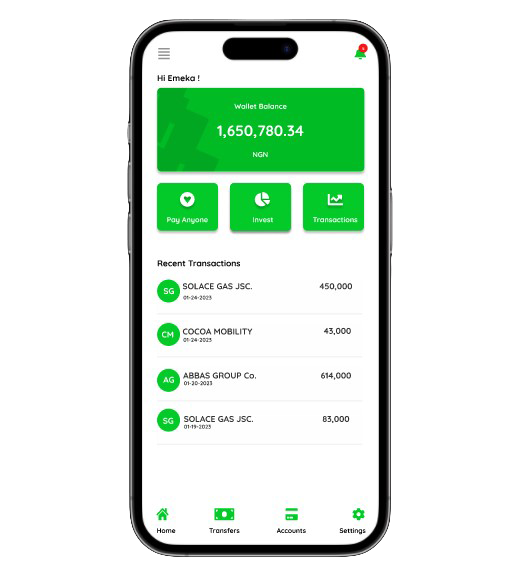 Hi Emeka !
Wallet Balance
1,650,780.34
NGN
Pay Anyone
Invest
Transactions
Recent Transactions
SG
SOLACE GAS JSC.
450,000
01-24-2023
CM
COCOA MOBILITY
43,000
01-24-2023
AG
ABBAS GROUP Co.
614,000
01-20-2023
SG
SOLACE GAS JSC.
83,000
01-19-2023
Home
Transfers
Accounts
Settings